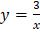 y = 3/x